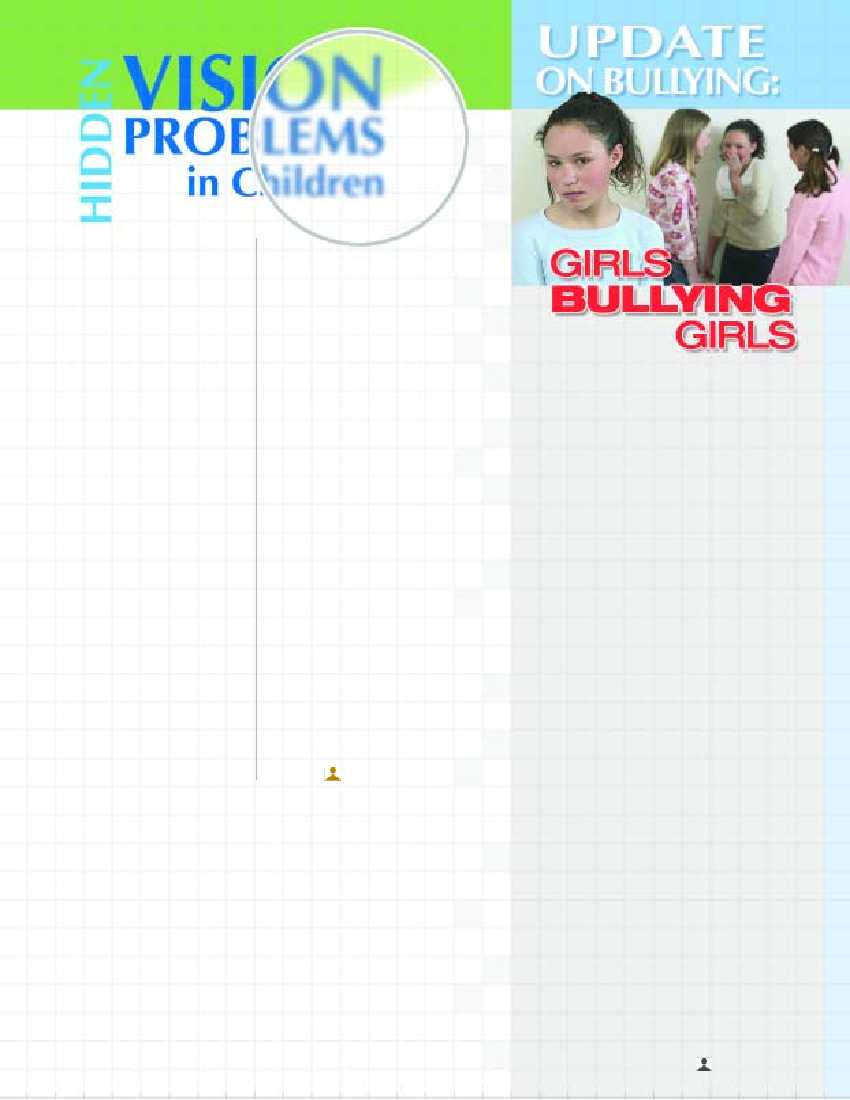 HIDDEN
VISION
PROBLEMS
in Children
UPDATE
ON BULLYING:
GIRLS
BULLYING
GIRLS